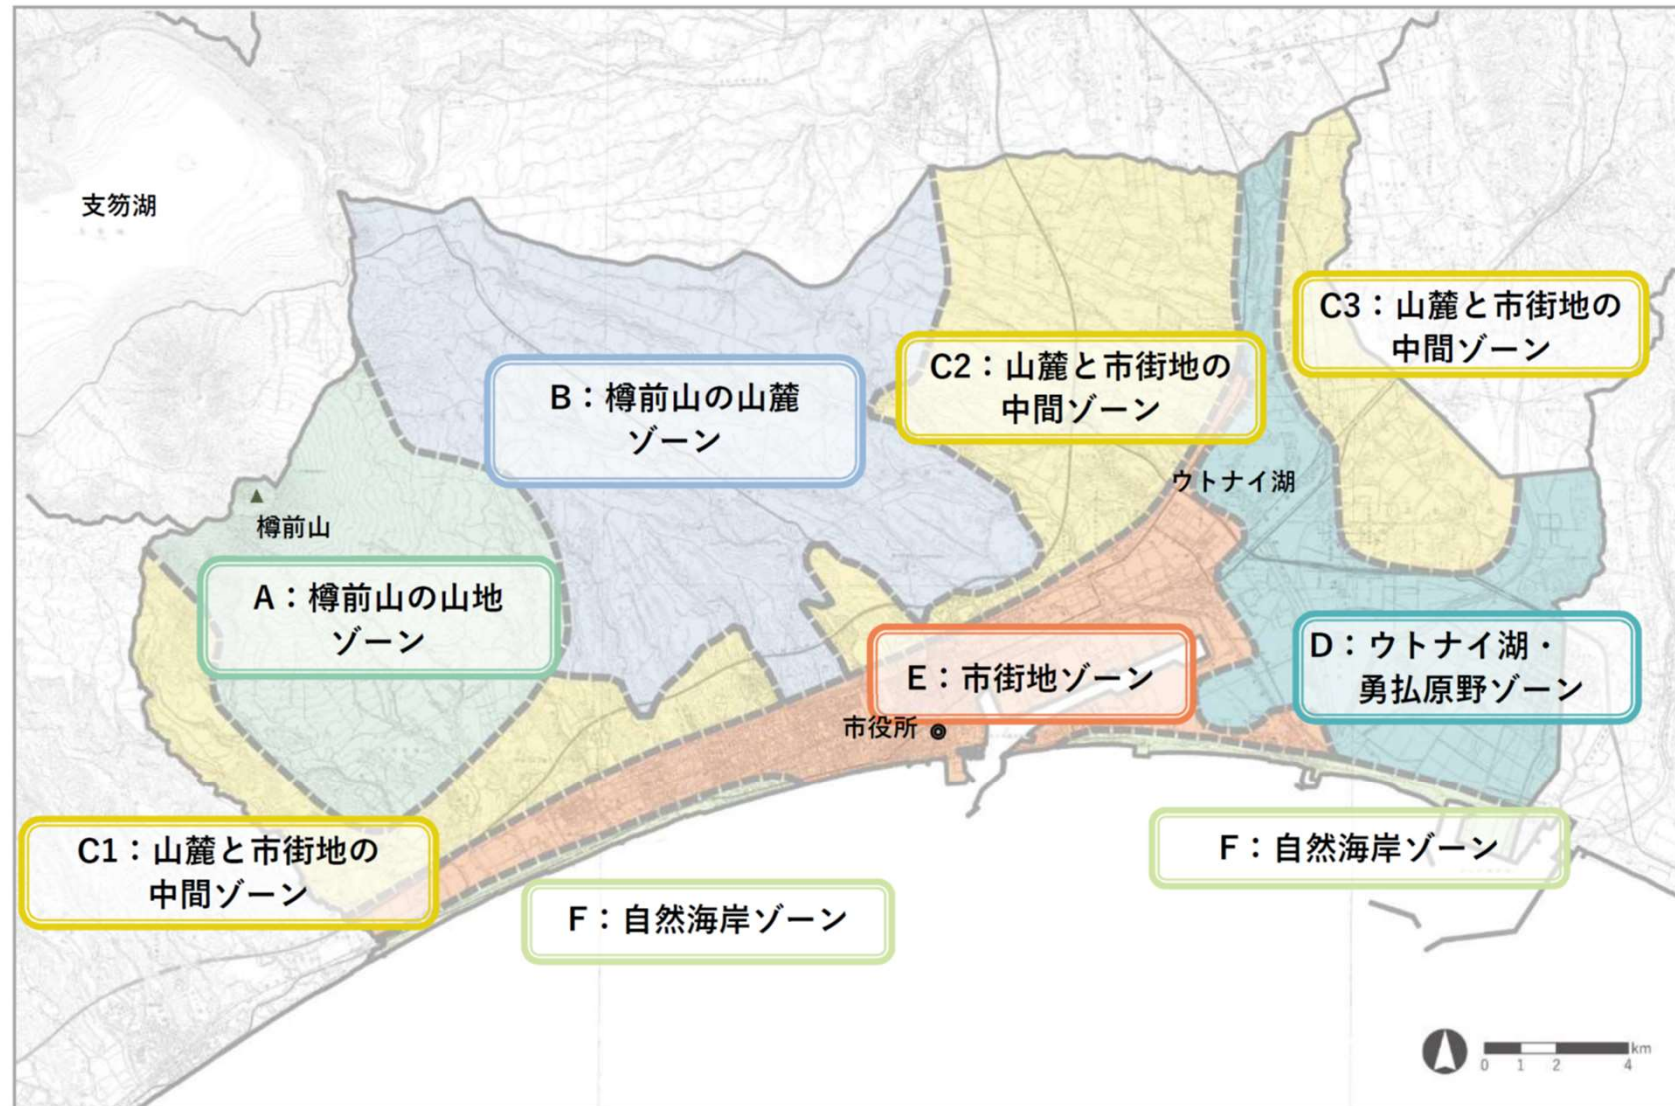 支笏湖
C3：山麓と市街地の
中間ゾーン
C2：山麓と市街地の
中間ゾーン
B：樽前山の山麓
ゾーン
ウトナイ湖
樽前山
A：樽前山の山地
ゾーン
D：ウトナイ湖・
勇払原野ゾーン
E：市街地ゾーン
市役所
C1：山麓と市街地の
中間ゾーン
F：自然海岸ゾーン
F：自然海岸ゾーン
km
0 1 2 4